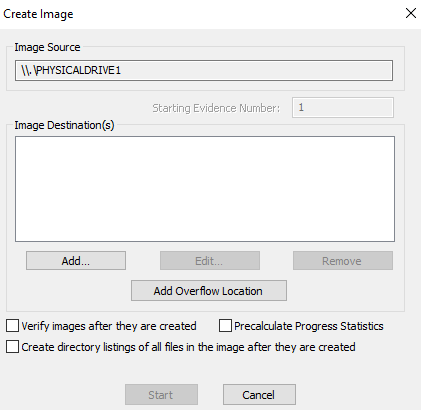 Create Image
Image Source
\\.\PHYSICALDRIVE1
Starting Evidence Number: 1
Image Destination(s)
Add... Edit... Remove
Add Overflow Location
Verify images after they are created Precalculate Progress Statistics
Create directory listings of all files in the image after they are created
Start Cancel